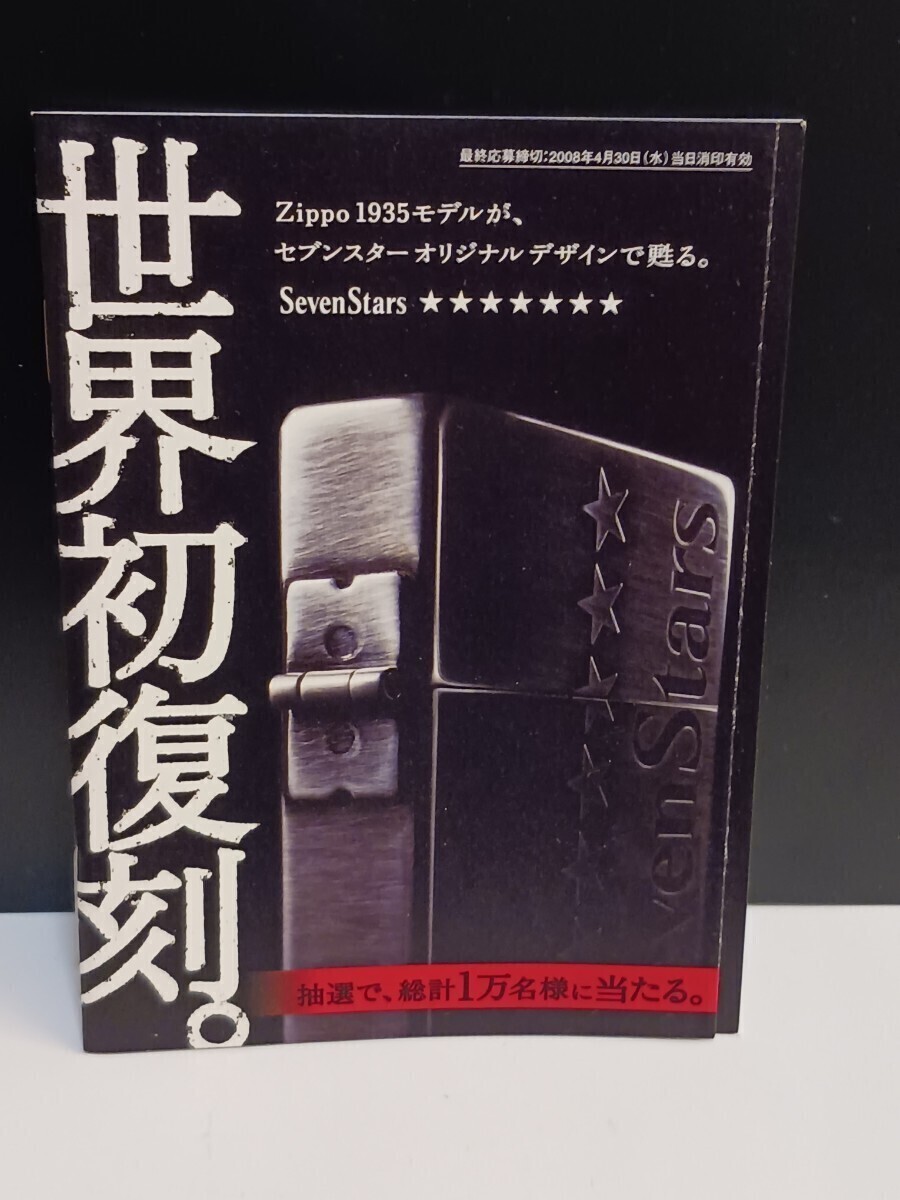 世界初復刻。
最終応募締切:2008年4月30日(水)当日消印有効
Zippo 1935モデルが、
セブンスター オリジナル デザインで甦る。
SevenStars ★★★★★★★
venStars
抽選で、総計1万名様に当たる。